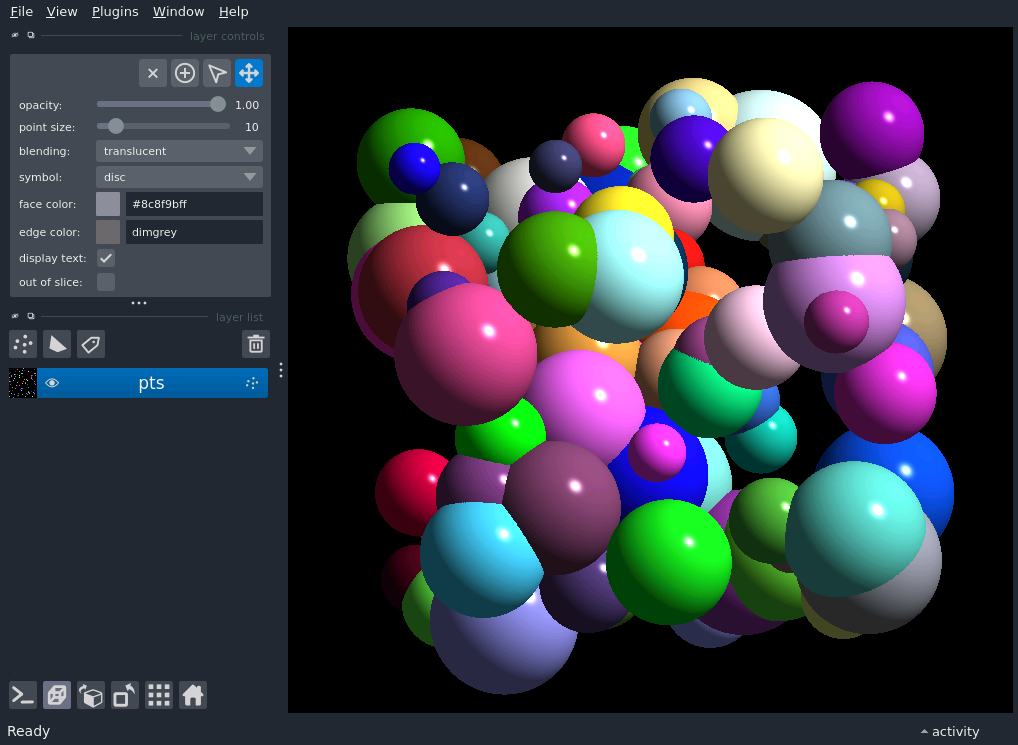 File View Plugins Window Help
layer controls
opacity: 1.00
point size: 10
blending: translucent
symbol: disc
face color: #8c8f9bff
edge color: dimgrey
display text:
out of slice:
layer list
pts
Ready activity